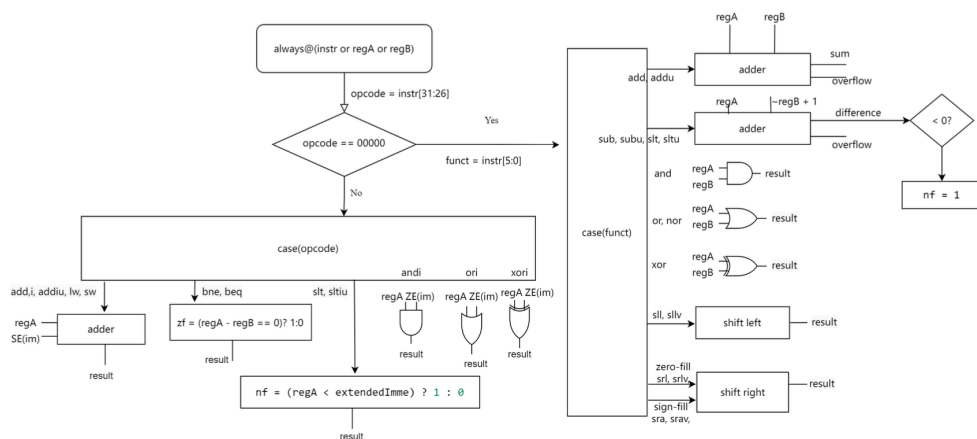 always@(instr or regA or regB)
opcode = instr[31:26]
opcode == 00000
Yes
funct = instr[5:0]
No
case(opcode)
andi
ori
xori
add,i, addiu, lw, sw
bne, beq
slt, sltiu
regA ZE(im)
regA ZE(im)
regA ZE(im)
regA
SE(im)
adder
result
zf = (regA - regB == 0)? 1:0
result
result
result
result
nf = (regA < extendedImme) ? 1 : 0
result
case(funct)
regA
regB
add, addu
adder
sum
overflow
regA
~regB + 1
sub, subu, slt, sltu
adder
difference
overflow
< 0?
nf = 1
and
regA
regB
result
or, nor
regA
regB
result
xor
regA
regB
result
sll, sllv
shift left
result
zero-fill
srl, srlv
sign-fill
sra, srav,
shift right
result